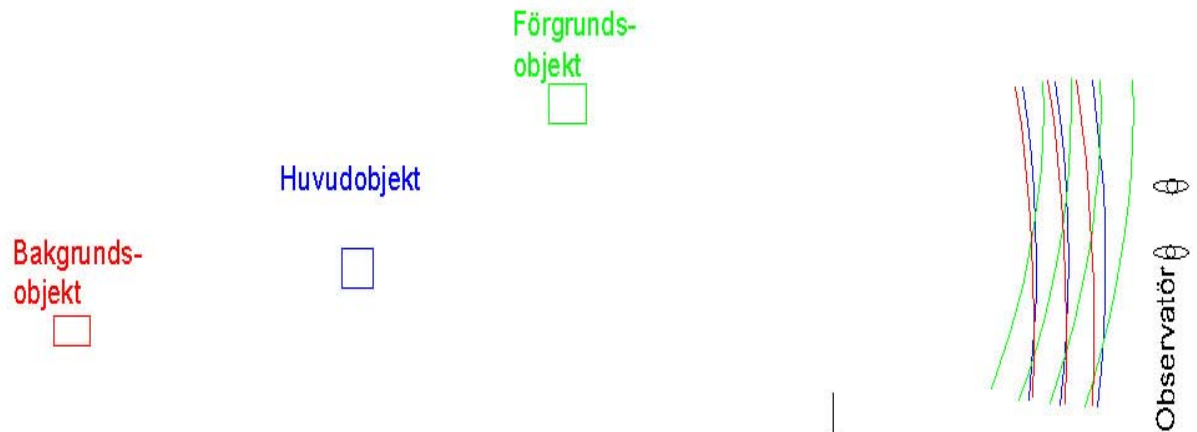 Förgrunds-
objekt
Huvudobjekt
Bakgrunds-
objekt
Observatör